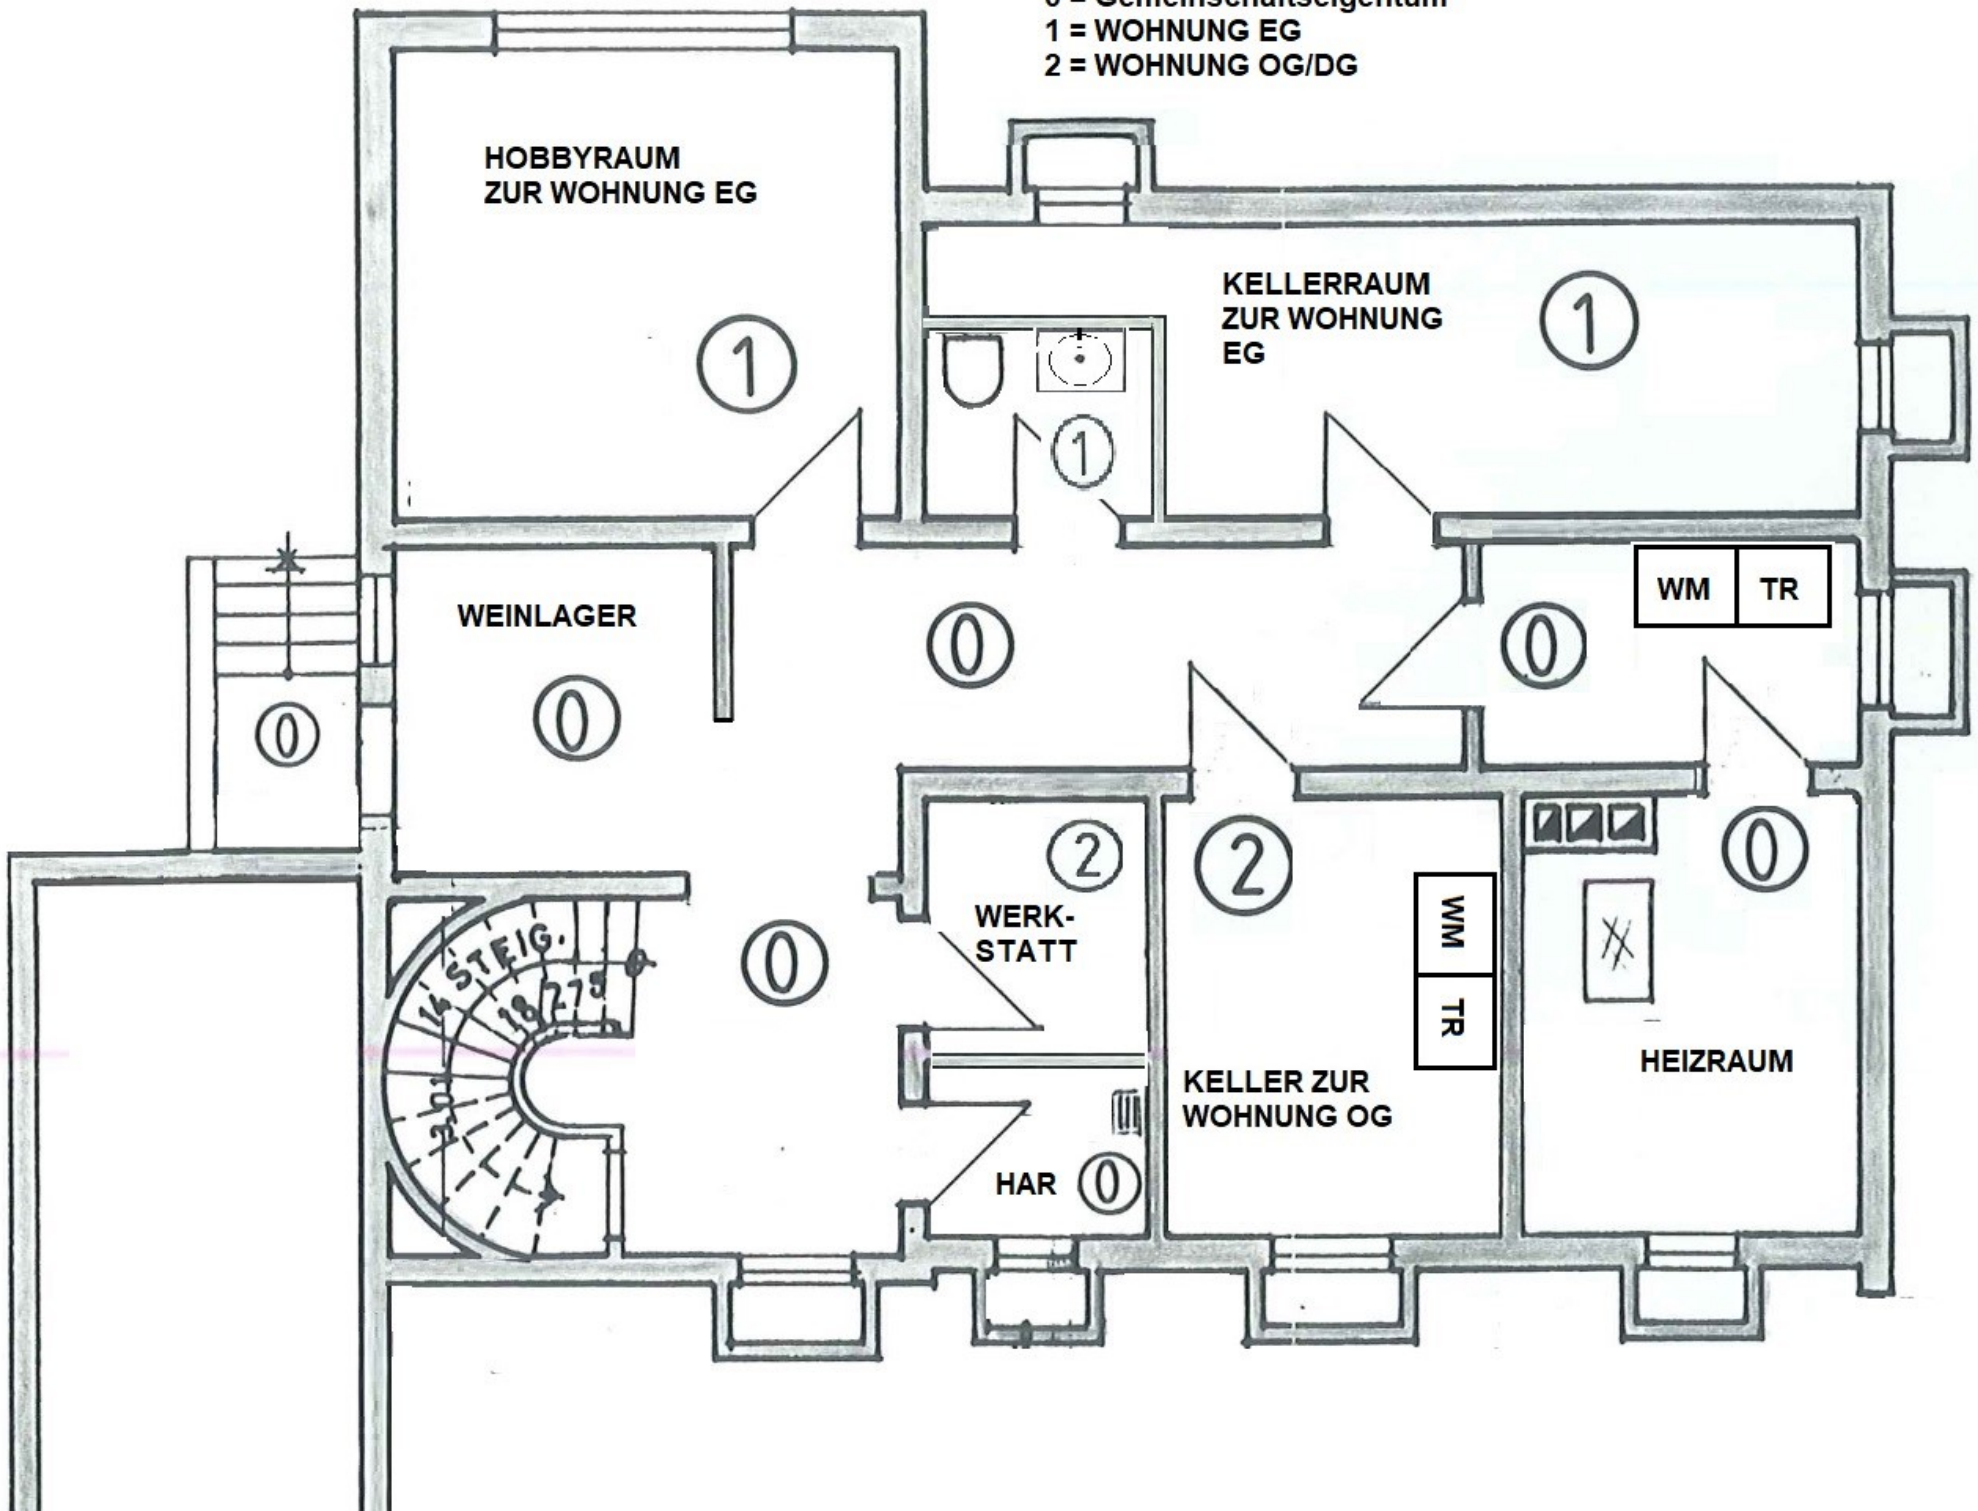 0 = Gemeinschaftseigentum
1 = WOHNUNG EG
2 = WOHNUNG OG/DG
HOBBYRAUM
ZUR WOHNUNG EG
1
KELLERRAUM
ZUR WOHNUNG
EG
1
1
WEINLAGER
0
0
0
0
WM
TR
2
WERK-
STATT
2
WM
TR
KELLER ZUR
WOHNUNG OG
0
HEIZRAUM
0
14 STEIG.
18 275
HAR
0